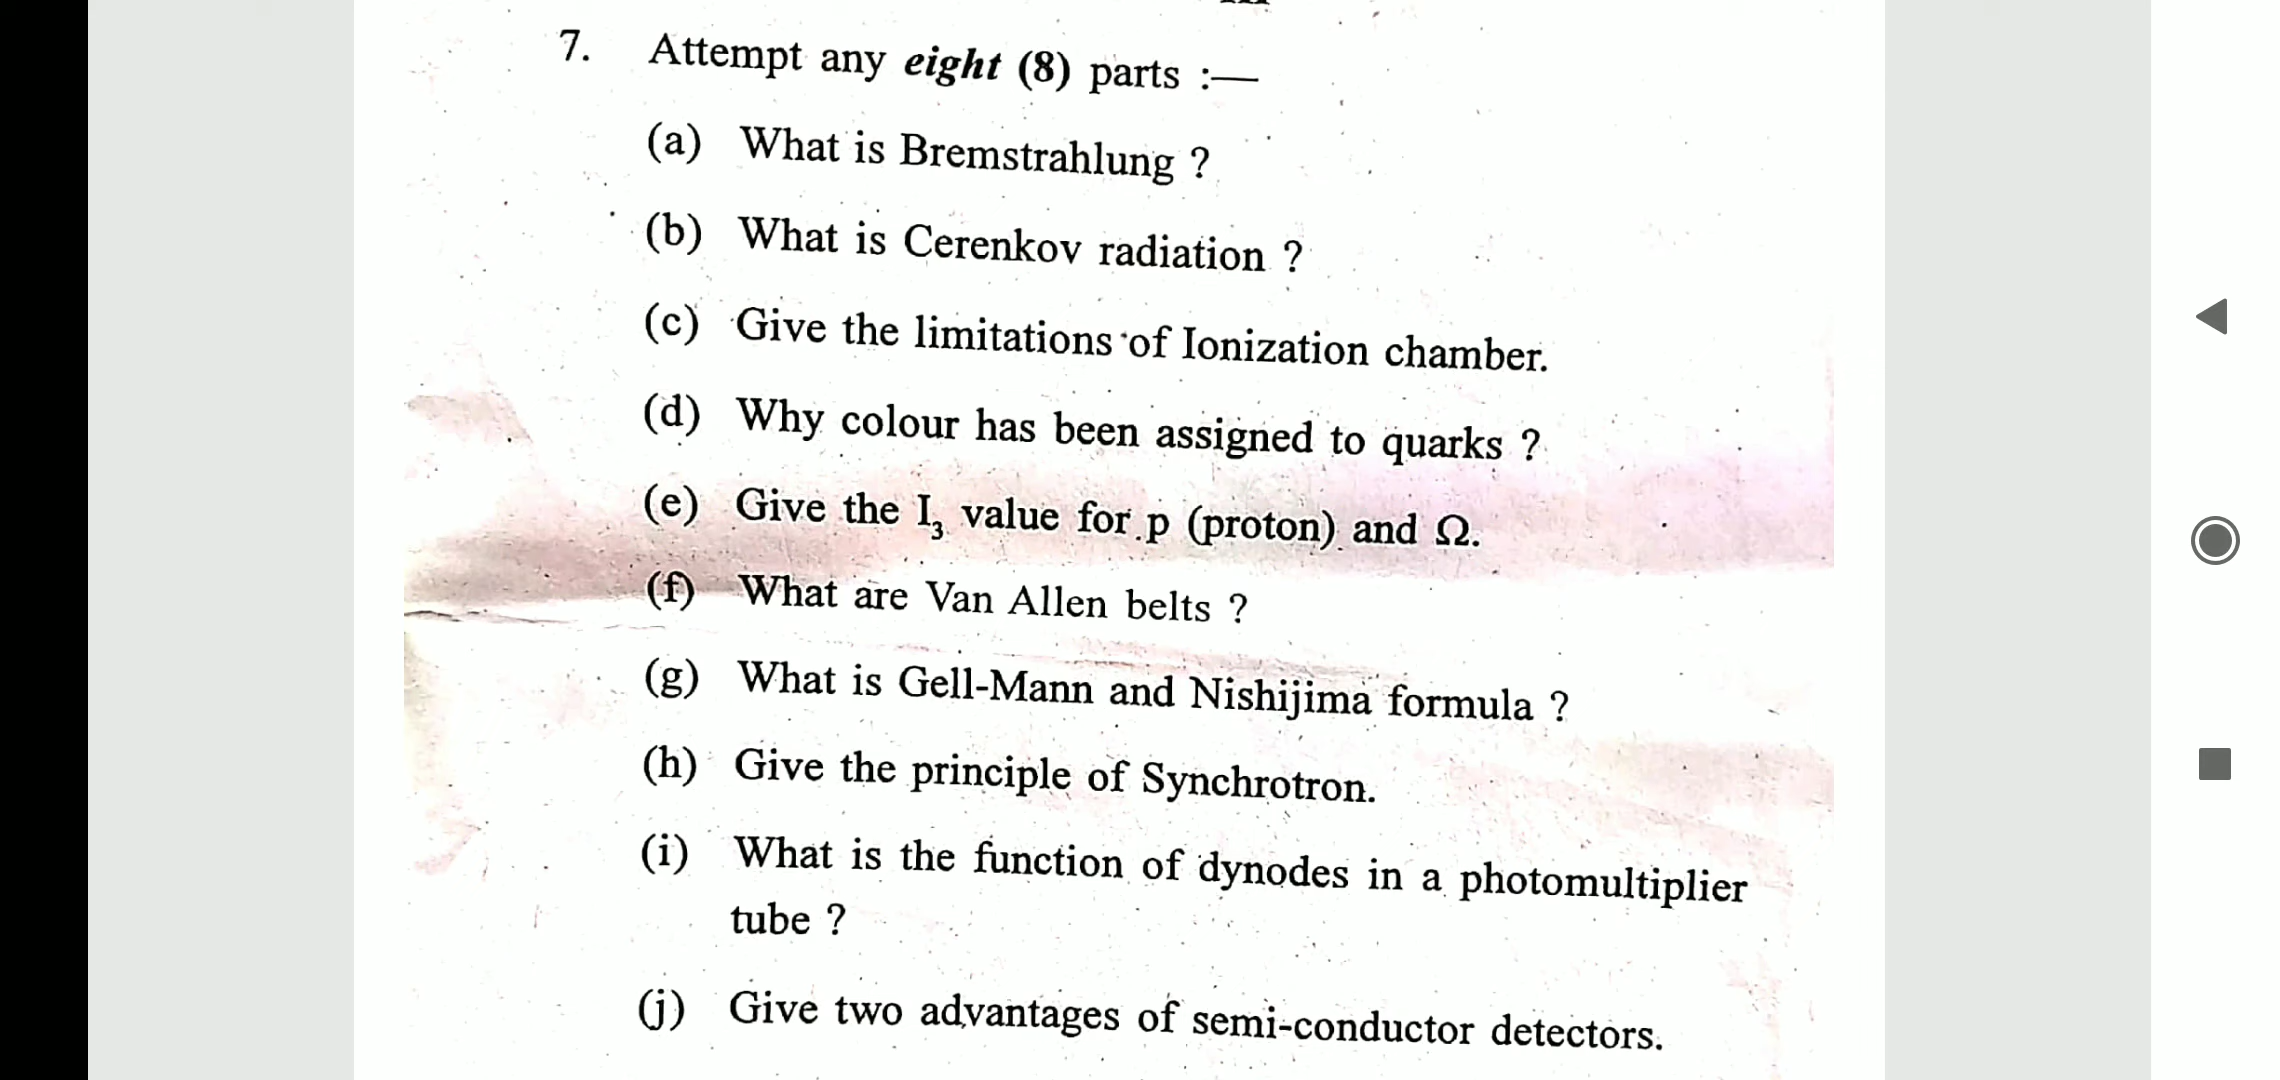 7. Attempt any eight (8) parts :—
(a) What is Bremstrahlung ?
(b) What is Cerenkov radiation ?
(c) Give the limitations of Ionization chamber.
(d) Why colour has been assigned to quarks ?
(e) Give the I₃ value for p (proton) and Ω.
(f) What are Van Allen belts ?
(g) What is Gell-Mann and Nishijima formula ?
(h) Give the principle of Synchrotron.
(i) What is the function of dynodes in a photomultiplier
tube ?
(j) Give two advantages of semi-conductor detectors.